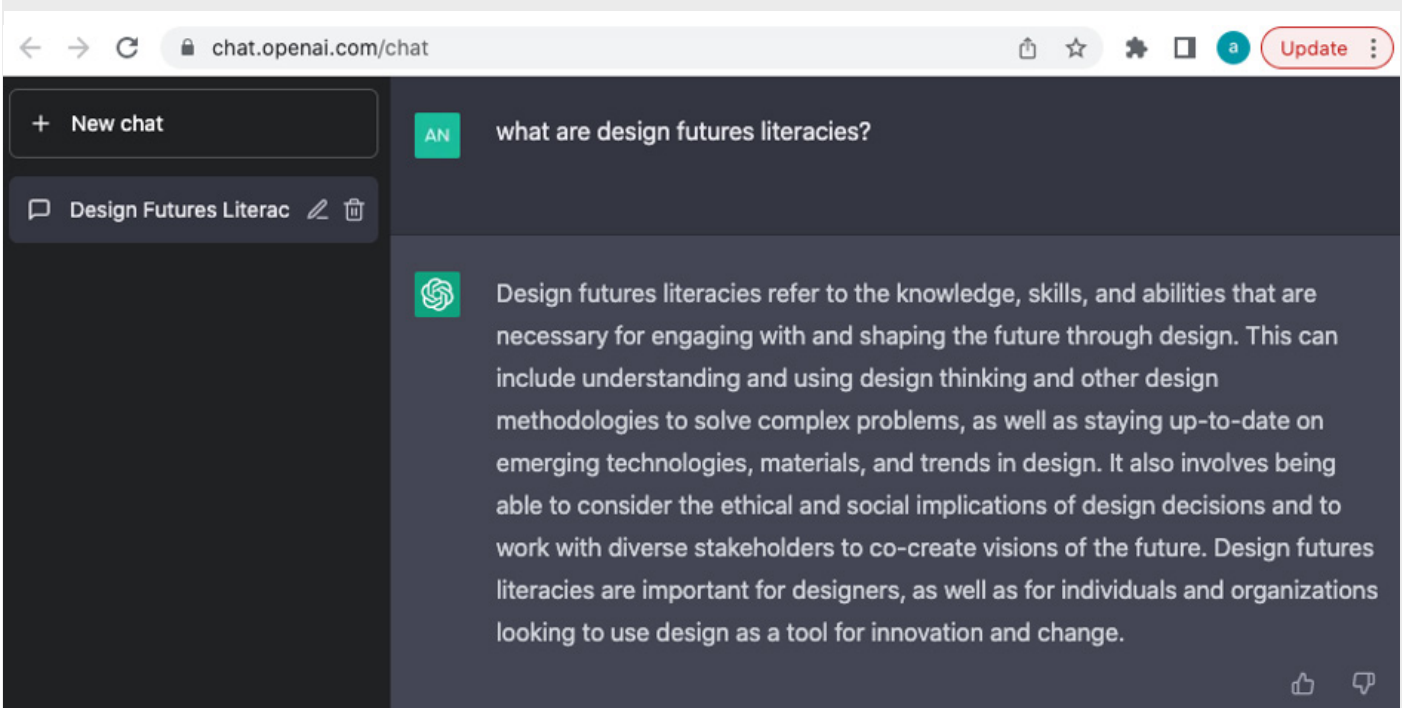 chat.openai.com/chat
a
Update
New chat
Design Futures Literac
AN
what are design futures literacies?
Design futures literacies refer to the knowledge, skills, and abilities that are
necessary for engaging with and shaping the future through design. This can
include understanding and using design thinking and other design
methodologies to solve complex problems, as well as staying up-to-date on
emerging technologies, materials, and trends in design. It also involves being
able to consider the ethical and social implications of design decisions and to
work with diverse stakeholders to co-create visions of the future. Design futures
literacies are important for designers, as well as for individuals and organizations
looking to use design as a tool for innovation and change.